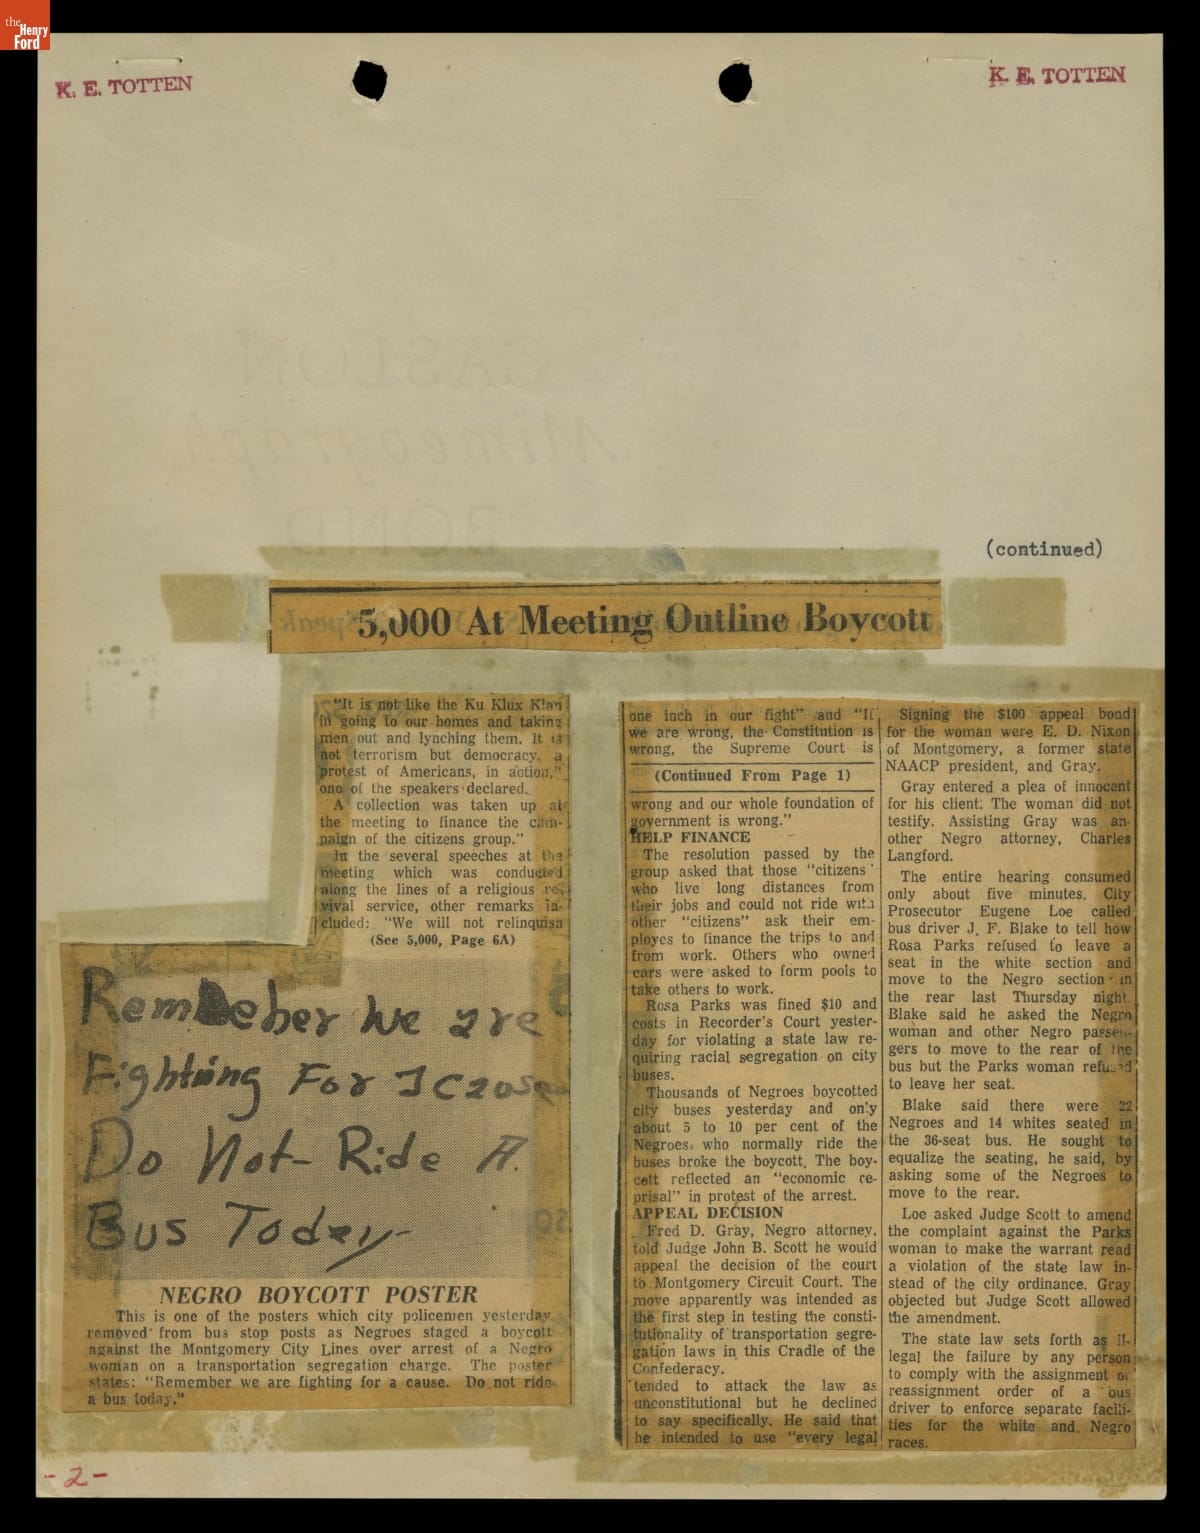 the
Henry
Ford
K. E. TOTTEN
K. E. TOTTEN
CASLON
Mimeograph
BOND
(continued)
5,000 At Meeting Outline Boycott
"It is not like the Ku Klux Klan
in going to our homes and taking
men out and lynching them. It is
not terrorism but democracy, a
protest of Americans, in action,"
one of the speakers declared.
A collection was taken up at
the meeting to finance the cam-
paign of the citizens group."
In the several speeches at the
meeting which was conducted
along the lines of a religious re-
vival service, other remarks in-
cluded: "We will not relinquish
(See 5,000, Page 6A)
Remeber we are
Fighting For I cause
Do Not Ride A.
Bus Today
NEGRO BOYCOTT POSTER
This is one of the posters which city policemen yesterday
removed from bus stop posts as Negroes staged a boycott
against the Montgomery City Lines over arrest of a Negro
woman on a transportation segregation charge. The poster
states: "Remember we are fighting for a cause. Do not ride
a bus today."
one inch in our fight" and "If
we are wrong, the Constitution is
wrong, the Supreme Court is
(Continued From Page 1)
wrong and our whole foundation of
government is wrong."
HELP FINANCE
The resolution passed by the
group asked that those "citizens"
who live long distances from
their jobs and could not ride with
other "citizens" ask their em-
ployes to finance the trips to and
from work. Others who owned
cars were asked to form pools to
take others to work.
Rosa Parks was fined $10 and
costs in Recorder's Court yester-
day for violating a state law re-
quiring racial segregation on city
buses.
Thousands of Negroes boycotted
city buses yesterday and only
about 5 to 10 per cent of the
Negroes who normally ride the
buses broke the boycott. The boy-
cott reflected an "economic re-
prisal" in protest of the arrest.
APPEAL DECISION
Fred D. Gray, Negro attorney,
told Judge John B. Scott he would
appeal the decision of the court
to Montgomery Circuit Court. The
move apparently was intended as
the first step in testing the consti-
tutionality of transportation segre-
gation laws in this Cradle of the
Confederacy.
tended to attack the law as
unconstitutional but he declined
to say specifically. He said that
he intended to use "every legal
Signing the $100 appeal bond
for the woman were E. D. Nixon
of Montgomery, a former state
NAACP president, and Gray.
Gray entered a plea of innocent
for his client. The woman did not
testify. Assisting Gray was an-
other Negro attorney, Charles
Langford.
The entire hearing consumed
only about five minutes. City
Prosecutor Eugene Loe called
bus driver J. F. Blake to tell how
Rosa Parks refused to leave a
seat in the white section and
move to the Negro section in
the rear last Thursday night.
Blake said he asked the Negro
woman and other Negro passen-
gers to move to the rear of the
bus but the Parks woman refused
to leave her seat.
Blake said there were 22
Negroes and 14 whites seated in
the 36-seat bus. He sought to
equalize the seating, he said, by
asking some of the Negroes to
move to the rear.
Loe asked Judge Scott to amend
the complaint against the Parks
woman to make the warrant read
a violation of the state law in-
stead of the city ordinance. Gray
objected but Judge Scott allowed
the amendment.
The state law sets forth as il-
legal the failure by any person
to comply with the assignment or
reassignment order of a bus
driver to enforce separate facili-
ties for the white and Negro
races.
-2-